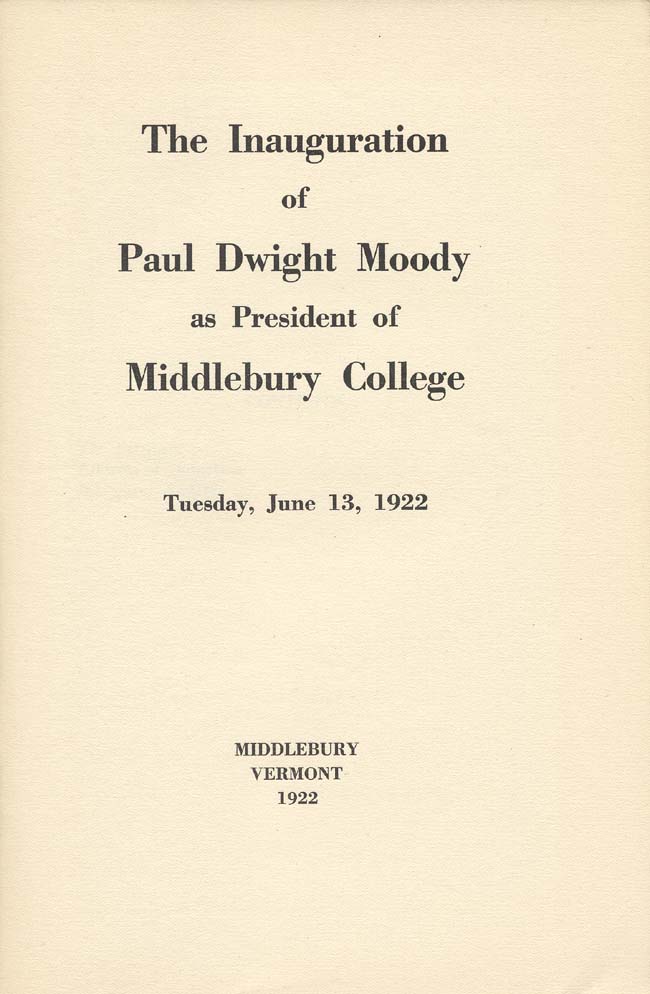 The Inauguration
of
Paul Dwight Moody
as President of
Middlebury College
Tuesday, June 13, 1922
MIDDLEBURY
VERMONT
1922